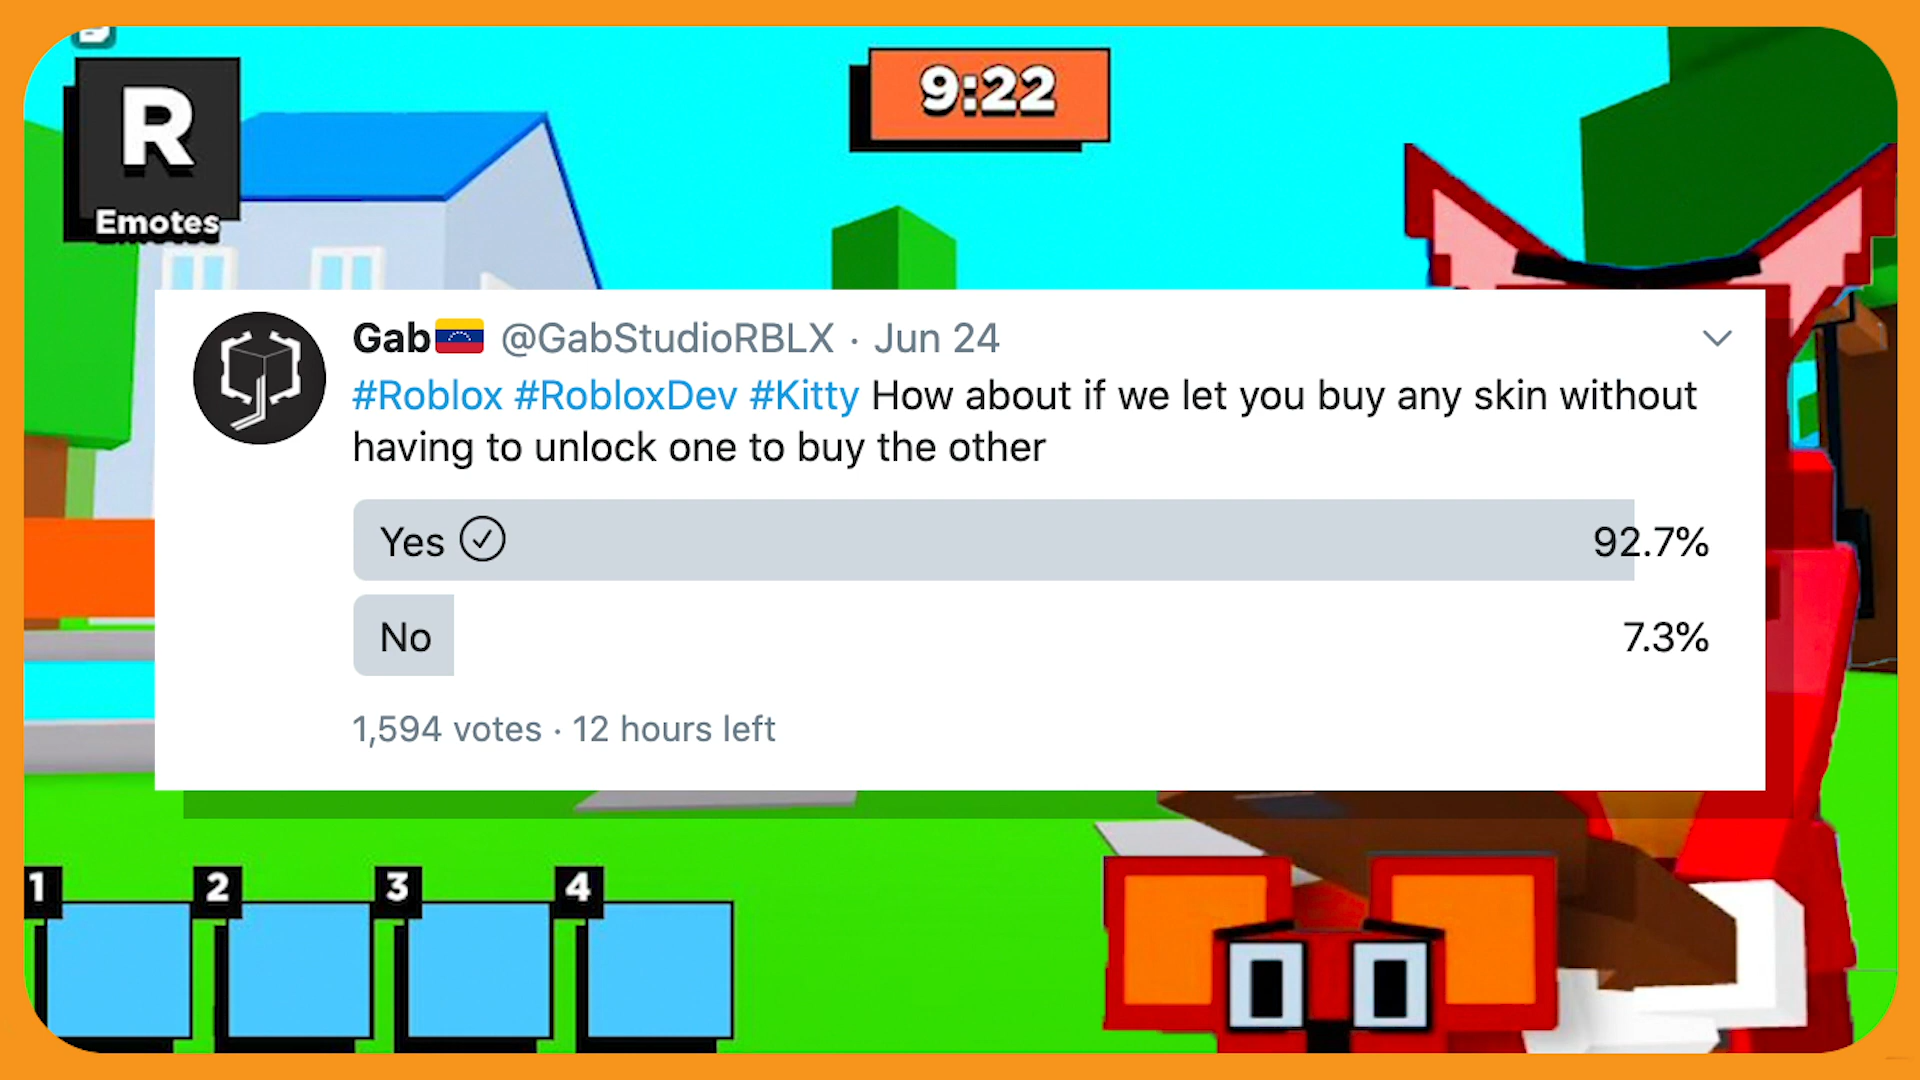 R
Emotes
9:22
Gab🇻🇪 @GabStudioRBLX · Jun 24
#Roblox #RobloxDev #Kitty How about if we let you buy any skin without
having to unlock one to buy the other
Yes 92.7%
No 7.3%
1,594 votes · 12 hours left
1 2 3 4